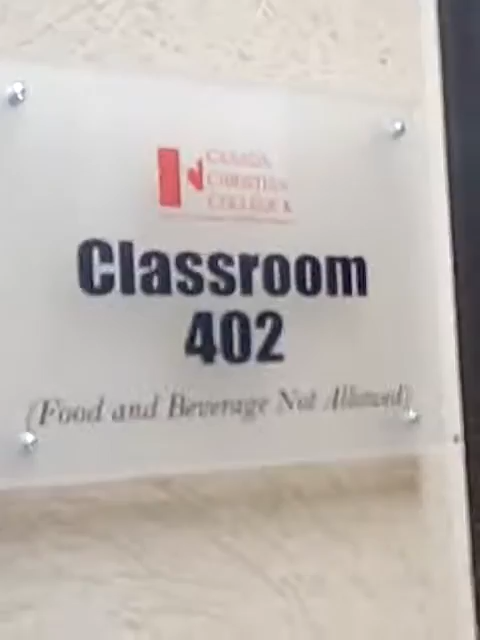 CANADA
CHRISTIAN
COLLEGE &
Classroom
402
(Food and Beverage Not Allowed)